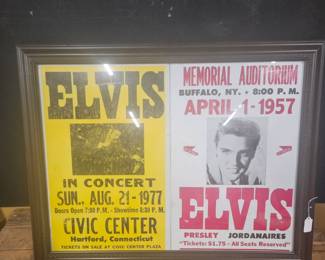 ELVIS
IN CONCERT
SUN., AUG. 21-1977
Doors Open 7:00 P.M. - Showtime 8:30 P.M.
CIVIC CENTER
Hartford, Connecticut
TICKETS ON SALE AT CIVIC CENTER PLAZA
MEMORIAL AUDITORIUM
BUFFALO, NY. - 8:00 P. M.
APRIL 1-1957
ELVIS
PRESLEY JORDANAIRES
"Tickets: $1.75 - All Seats Reserved"